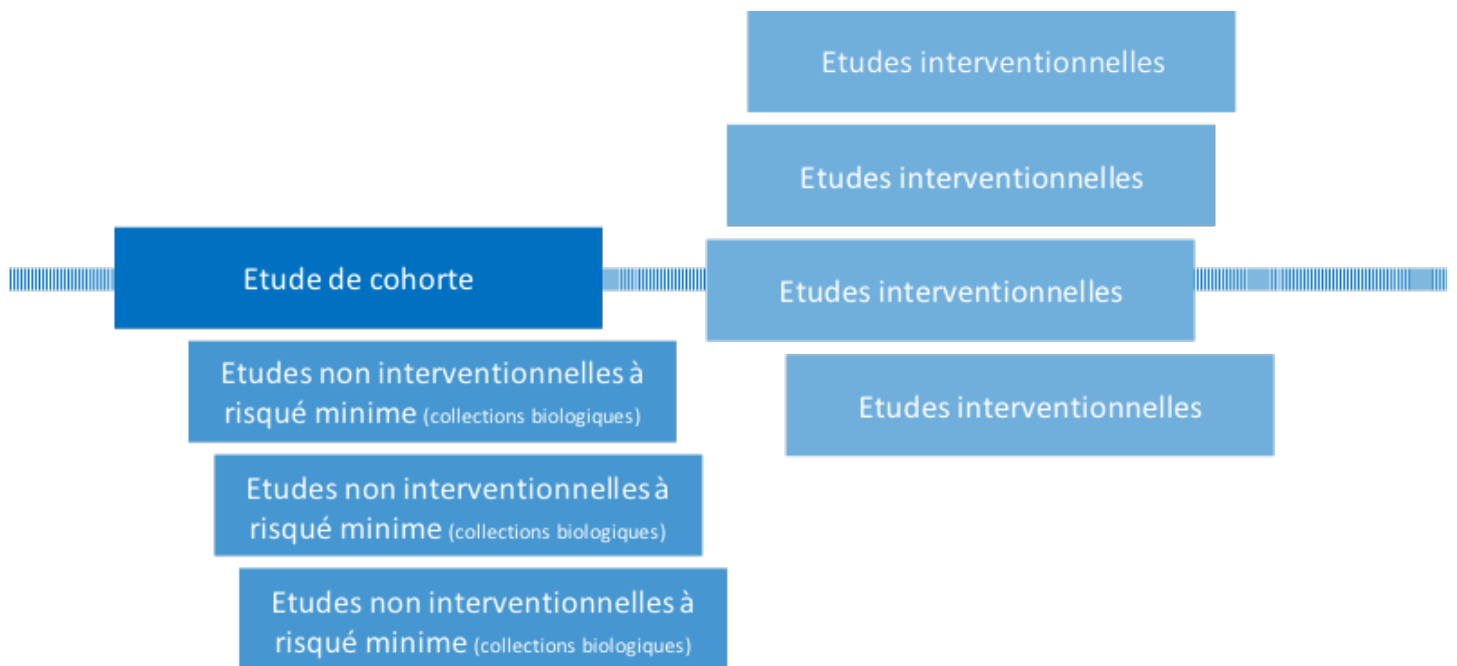 Etudes interventionnelles
Etudes interventionnelles
Etude de cohorte
Etudes interventionnelles
Etudes non interventionnelles à
risqué minime (collections biologiques)
Etudes interventionnelles
Etudes non interventionnelles à
risqué minime (collections biologiques)
Etudes non interventionnelles à
risqué minime (collections biologiques)